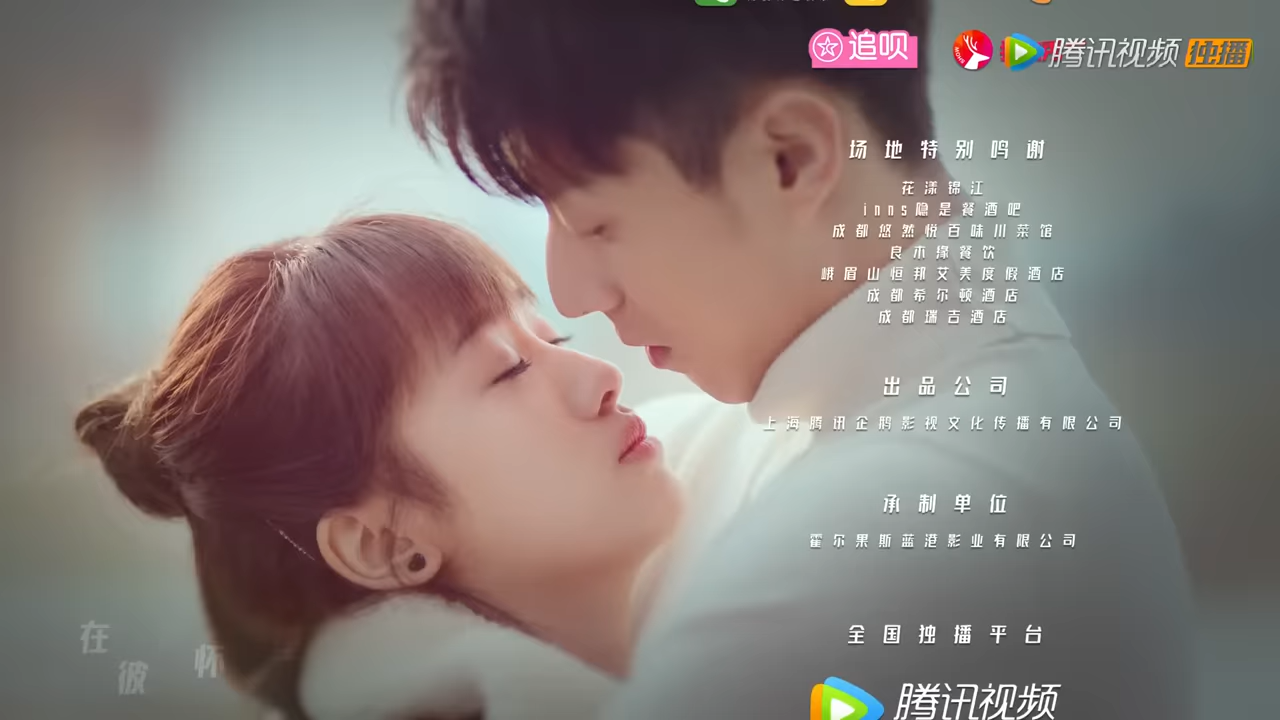 追呗
腾讯视频 独播
场地特别鸣谢
花漾锦江
inns隐是餐酒吧
成都悠然悦百味川菜馆
良木缘餐饮
峨眉山恒邦艾美度假酒店
成都希尔顿酒店
成都瑞吉酒店
出品公司
上海腾讯企鹅影视文化传播有限公司
承制单位
霍尔果斯蓝港影业有限公司
全国独播平台
腾讯视频
在
彼
怀